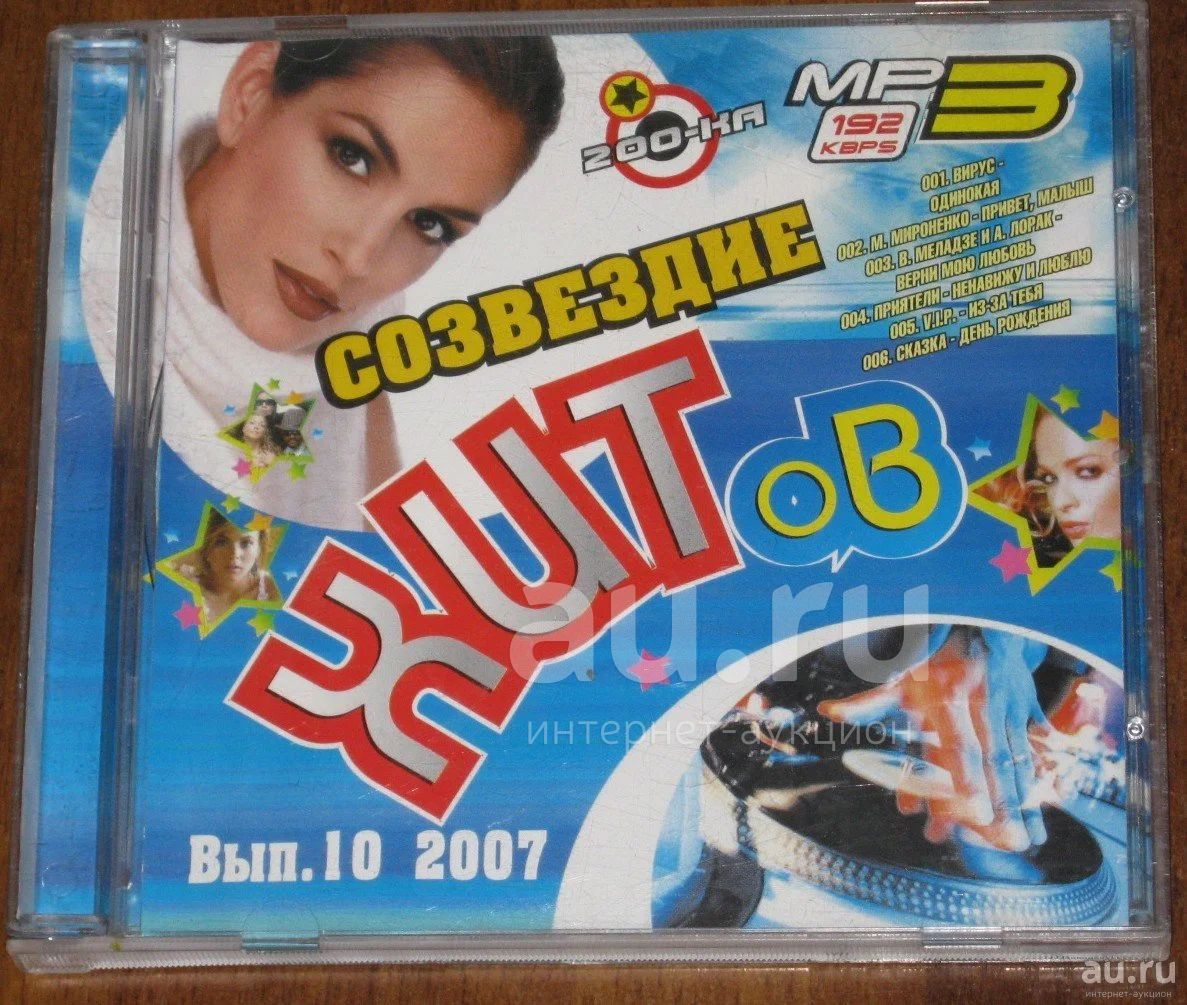 200-КА
MP3
192
KBPS
001. ВИРУС -
ОДИНОКАЯ
002. М. МИРОНЕНКО - ПРИВЕТ, МАЛЫШ
003. В. МЕЛАДЗЕ И А. ЛОРАК -
ВЕРНИ МОЮ ЛЮБОВЬ
004. ПРИЯТЕЛИ - НЕНАВИЖУ И ЛЮБЛЮ
005. V.I.P. - ИЗ-ЗА ТЕБЯ
006. СКАЗКА - ДЕНЬ РОЖДЕНИЯ
СОЗВЕЗДИЕ
ХИТОВ
au.ru
интернет-аукцион
Вып.10 2007
au.ru
интернет-аукцион